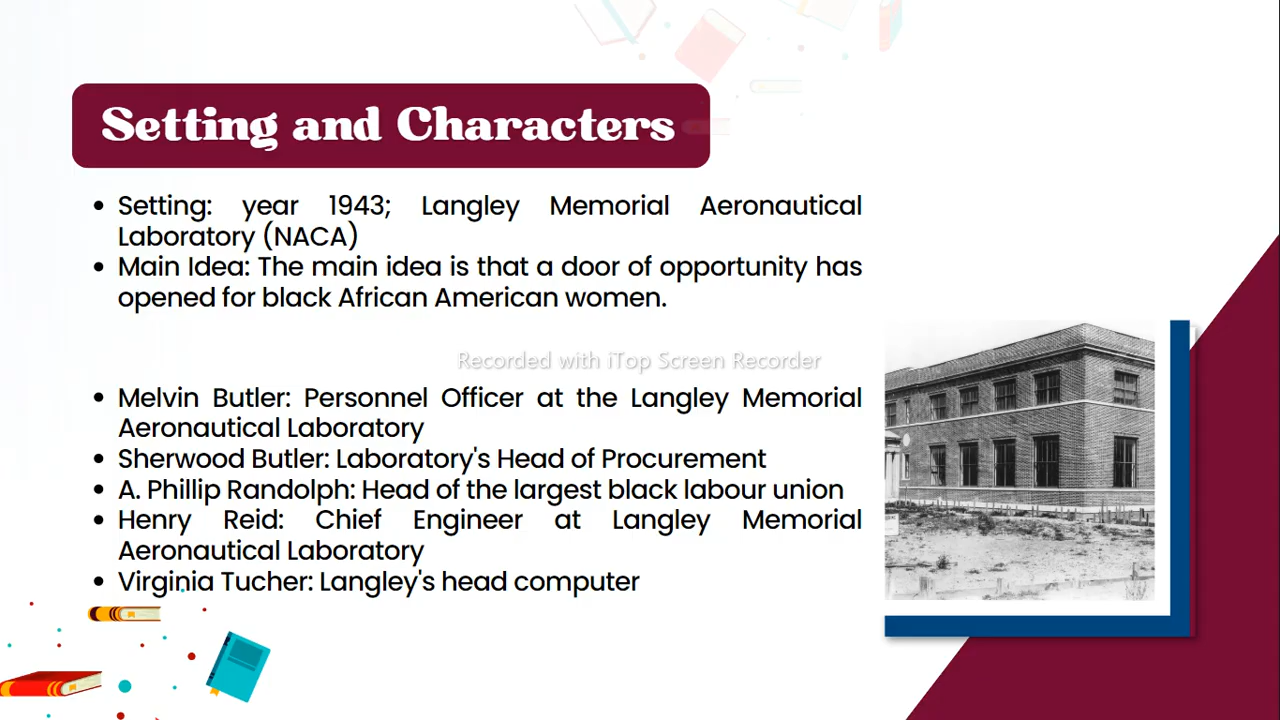 Setting and Characters
Setting: year 1943; Langley Memorial Aeronautical
Laboratory (NACA)
Main Idea: The main idea is that a door of opportunity has
opened for black African American women.
Recorded with iTop Screen Recorder
Melvin Butler: Personnel Officer at the Langley Memorial
Aeronautical Laboratory
Sherwood Butler: Laboratory's Head of Procurement
A. Phillip Randolph: Head of the largest black labour union
Henry Reid: Chief Engineer at Langley Memorial
Aeronautical Laboratory
Virginia Tucher: Langley's head computer